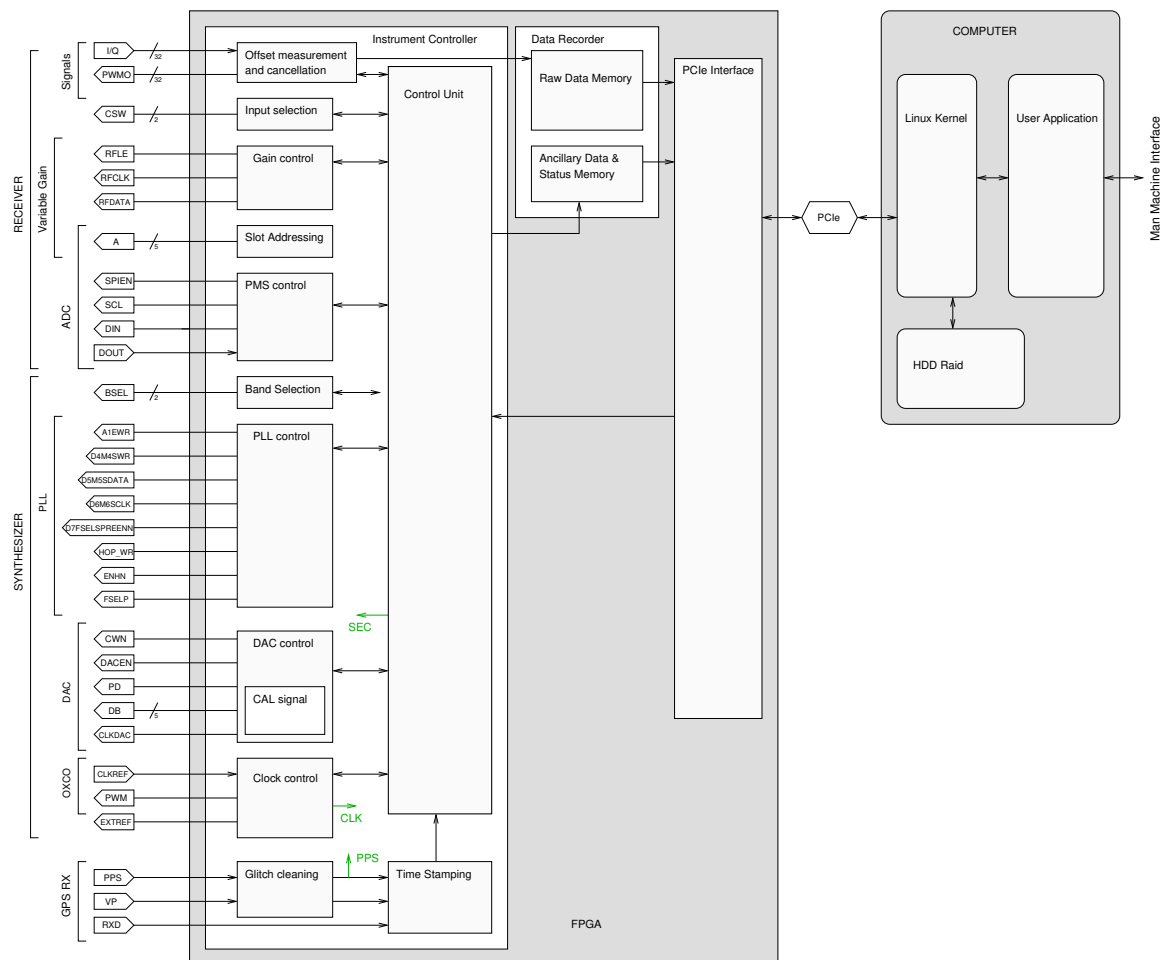 COMPUTER
Instrument Controller
Data Recorder
Signals
I/Q
32
PWMO
32
Offset measurement
and cancellation
Raw Data Memory
PCIe Interface
Control Unit
CSW
2
Input selection
Linux Kernel
User Application
Man Machine Interface
RECEIVER
Variable Gain
RFLE
RFCLK
RFDATA
Gain control
Ancillary Data &
Status Memory
A
5
Slot Addressing
PCIe
ADC
SPIEN
SCL
DIN
DOUT
PMS control
HDD Raid
BSEL
2
Band Selection
SYNTHESIZER
PLL
A1EWR
D4M4SWR
D5M5SDATA
D6M6SCLK
D7FSELSPREENN
HOP_WR
ENHN
FSELP
PLL control
SEC
DAC
CWN
DACEN
PD
DB
5
CLKDAC
DAC control
CAL signal
OXCO
CLKREF
PWM
EXTREF
Clock control
CLK
GPS RX
PPS
VP
RXD
Glitch cleaning
PPS
Time Stamping
FPGA